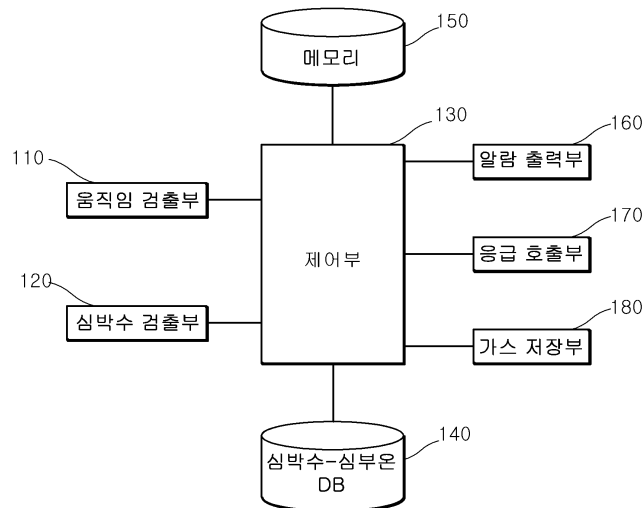 150
메모리
130
160
알람 출력부
110
움직임 검출부
170
응급 호출부
제어부
120
심박수 검출부
180
가스 저장부
140
심박수-심부온
DB